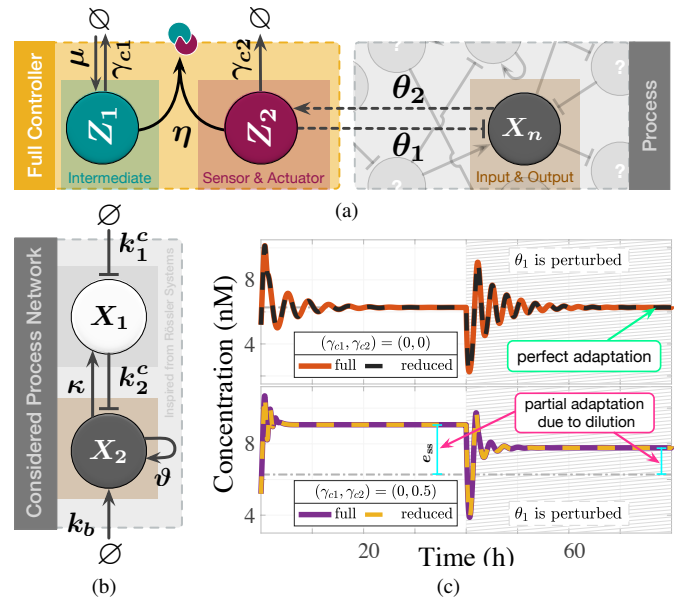 ∅ ∅
μ γc1 γc2
Full Controller
Z1
η
Z2
θ2
θ1
Xn
? ? ? ?
Process
Intermediate
Sensor & Actuator
Input & Output
(a)
Considered Process Network
Inspired from Rössler Systems
∅
k1^c
X1
κ
k2^c
X2
ϑ
kb
∅
(b)
Concentration (nM)
8
4
θ1 is perturbed
(γc1, γc2) = (0, 0)
full reduced
perfect adaptation
8
4
ess
partial adaptation
due to dilution
(γc1, γc2) = (0, 0.5)
full reduced
θ1 is perturbed
20 60
Time (h)
(c)